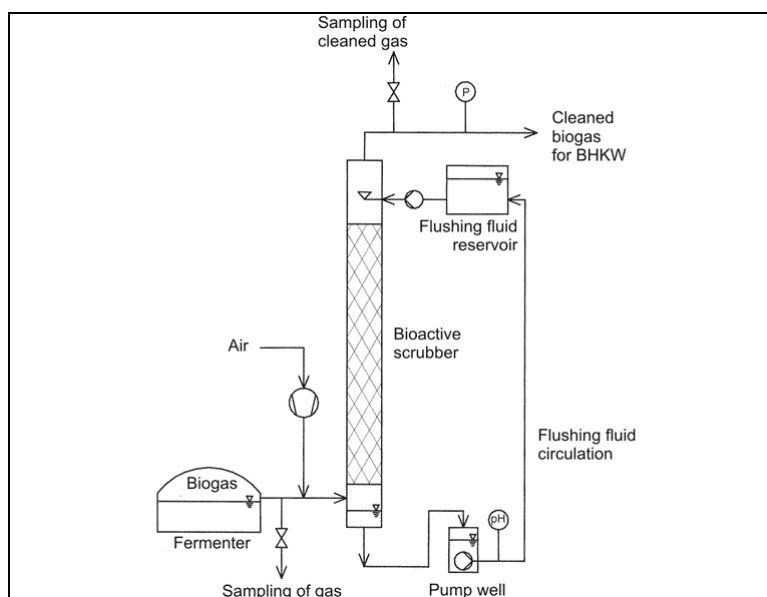 Sampling of
cleaned gas
P
Cleaned
biogas
for BHKW
Flushing fluid
reservoir
Bioactive
scrubber
Air
Flushing fluid
circulation
Biogas
Fermenter
pH
Sampling of gas
Pump well